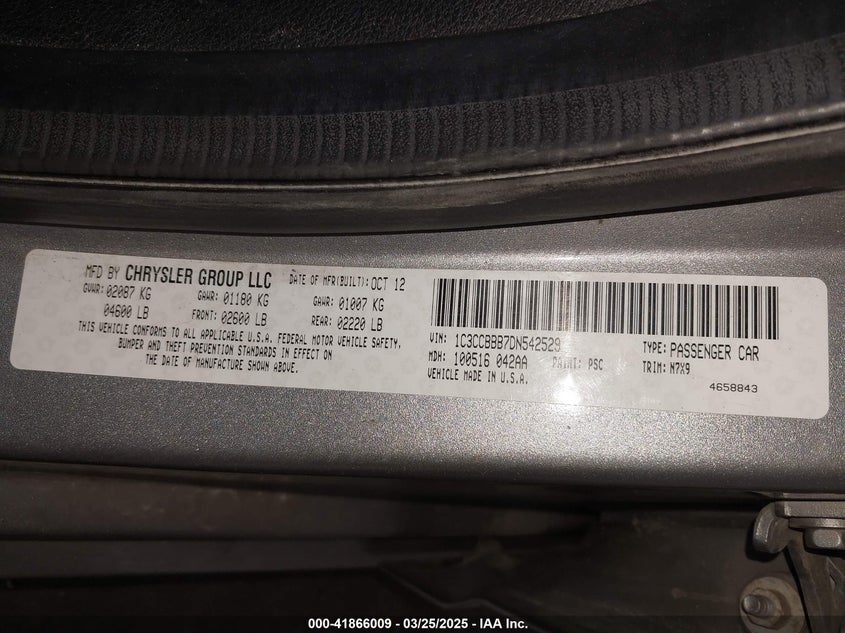 MFD BY CHRYSLER GROUP LLC
DATE OF MFR(BUILT): OCT 12
GVWR: 02087 KG
04600 LB
GAWR: 01180 KG
FRONT: 02600 LB
GAWR: 01007 KG
REAR: 02220 LB
THIS VEHICLE CONFORMS TO ALL APPLICABLE U.S.A. FEDERAL MOTOR VEHICLE SAFETY,
BUMPER AND THEFT PREVENTION STANDARDS IN EFFECT ON
THE DATE OF MANUFACTURE SHOWN ABOVE.
VIN: 1C3CCBBB7DN542529
TYPE: PASSENGER CAR
MDH: 100516 042AA
PAINT: PSC
TRIM: N7X9
VEHICLE MADE IN U.S.A.
4658843
000-41866009 — 03/25/2025 — IAA Inc.